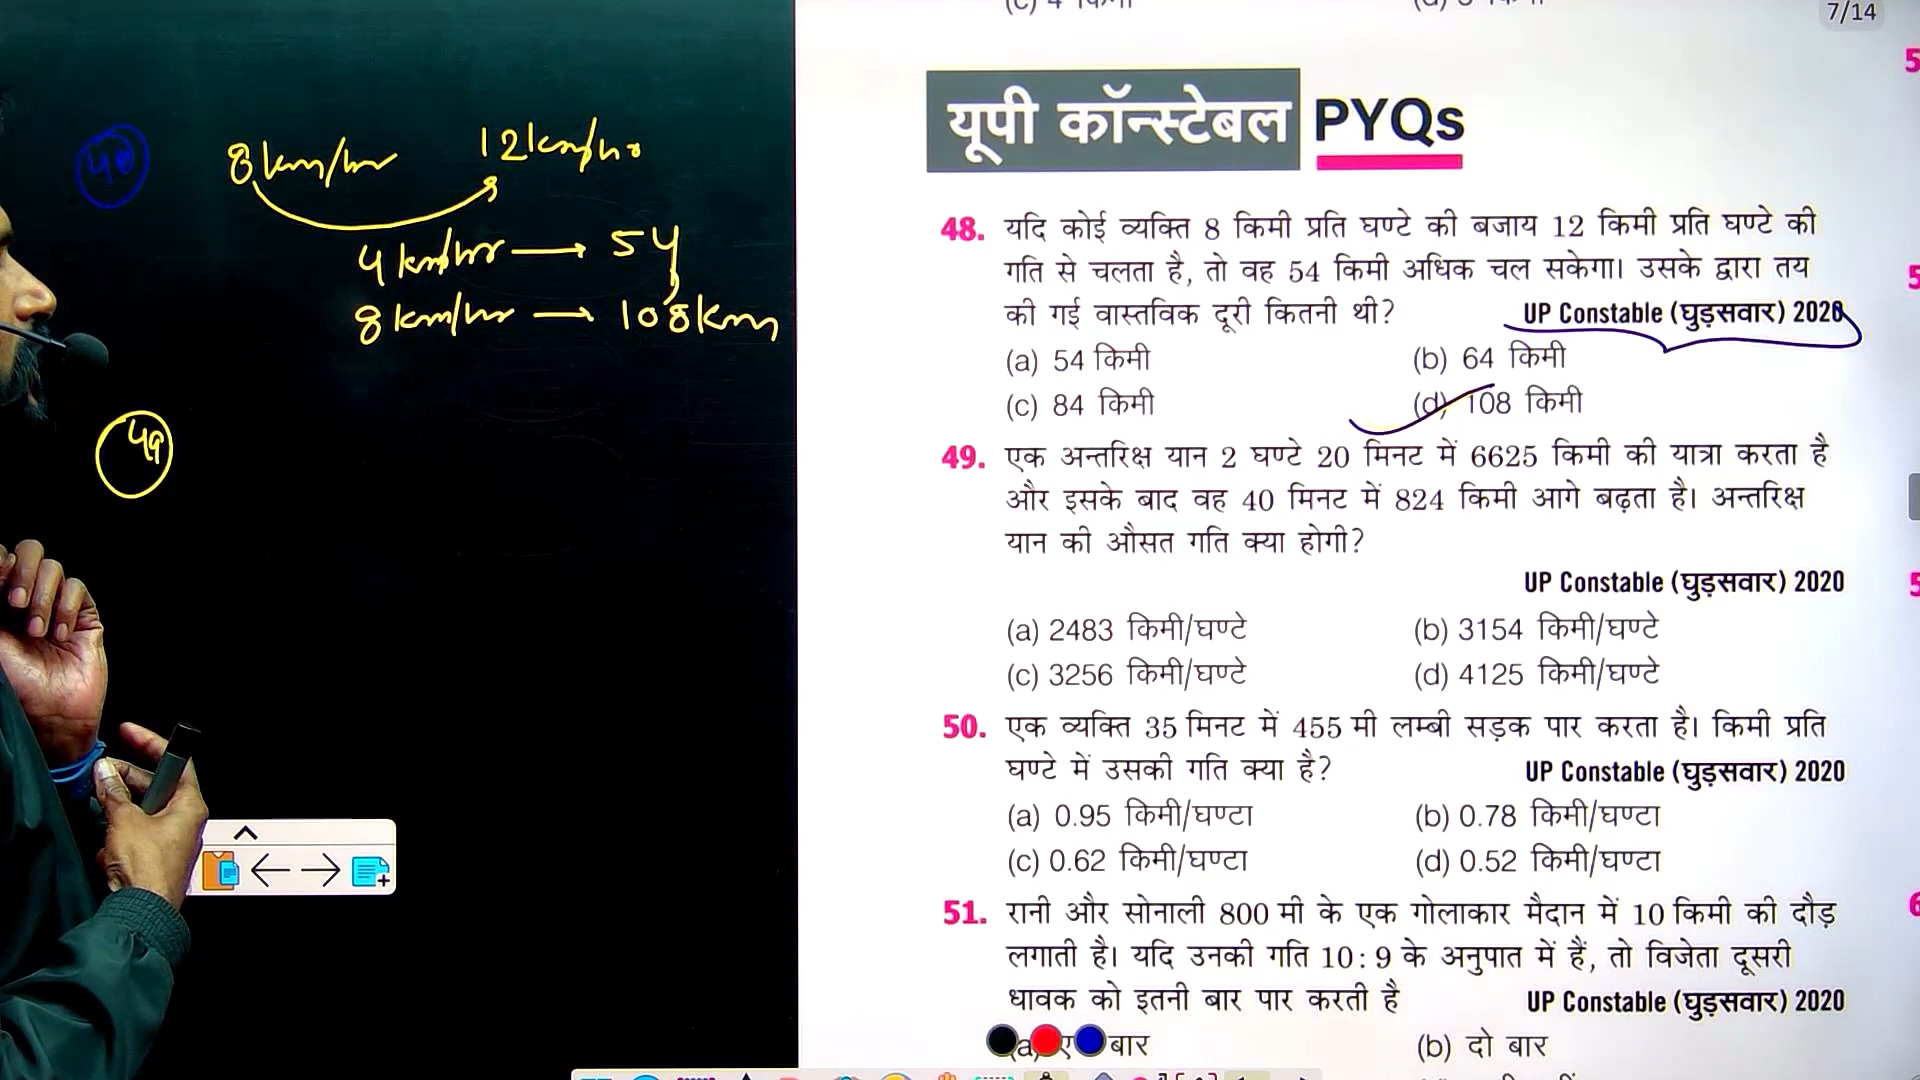 7/14
यूपी कॉन्स्टेबल PYQs
48. यदि कोई व्यक्ति 8 किमी प्रति घण्टे की बजाय 12 किमी प्रति घण्टे की
गति से चलता है, तो वह 54 किमी अधिक चल सकेगा। उसके द्वारा तय
की गई वास्तविक दूरी कितनी थी? UP Constable (घुड़सवार) 2020
(a) 54 किमी (b) 64 किमी
(c) 84 किमी (d) 108 किमी
49. एक अन्तरिक्ष यान 2 घण्टे 20 मिनट में 6625 किमी की यात्रा करता है
और इसके बाद वह 40 मिनट में 824 किमी आगे बढ़ता है। अन्तरिक्ष
यान की औसत गति क्या होगी?
UP Constable (घुड़सवार) 2020
(a) 2483 किमी/घण्टे (b) 3154 किमी/घण्टे
(c) 3256 किमी/घण्टे (d) 4125 किमी/घण्टे
50. एक व्यक्ति 35 मिनट में 455 मी लम्बी सड़क पार करता है। किमी प्रति
घण्टे में उसकी गति क्या है? UP Constable (घुड़सवार) 2020
(a) 0.95 किमी/घण्टा (b) 0.78 किमी/घण्टा
(c) 0.62 किमी/घण्टा (d) 0.52 किमी/घण्टा
51. रानी और सोनाली 800 मी के एक गोलाकार मैदान में 10 किमी की दौड़
लगाती है। यदि उनकी गति 10 : 9 के अनुपात में हैं, तो विजेता दूसरी
धावक को इतनी बार पार करती है UP Constable (घुड़सवार) 2020
बार (b) दो बार
8km/hr 12km/hr
4km/hr → 54
8km/hr → 108km
49